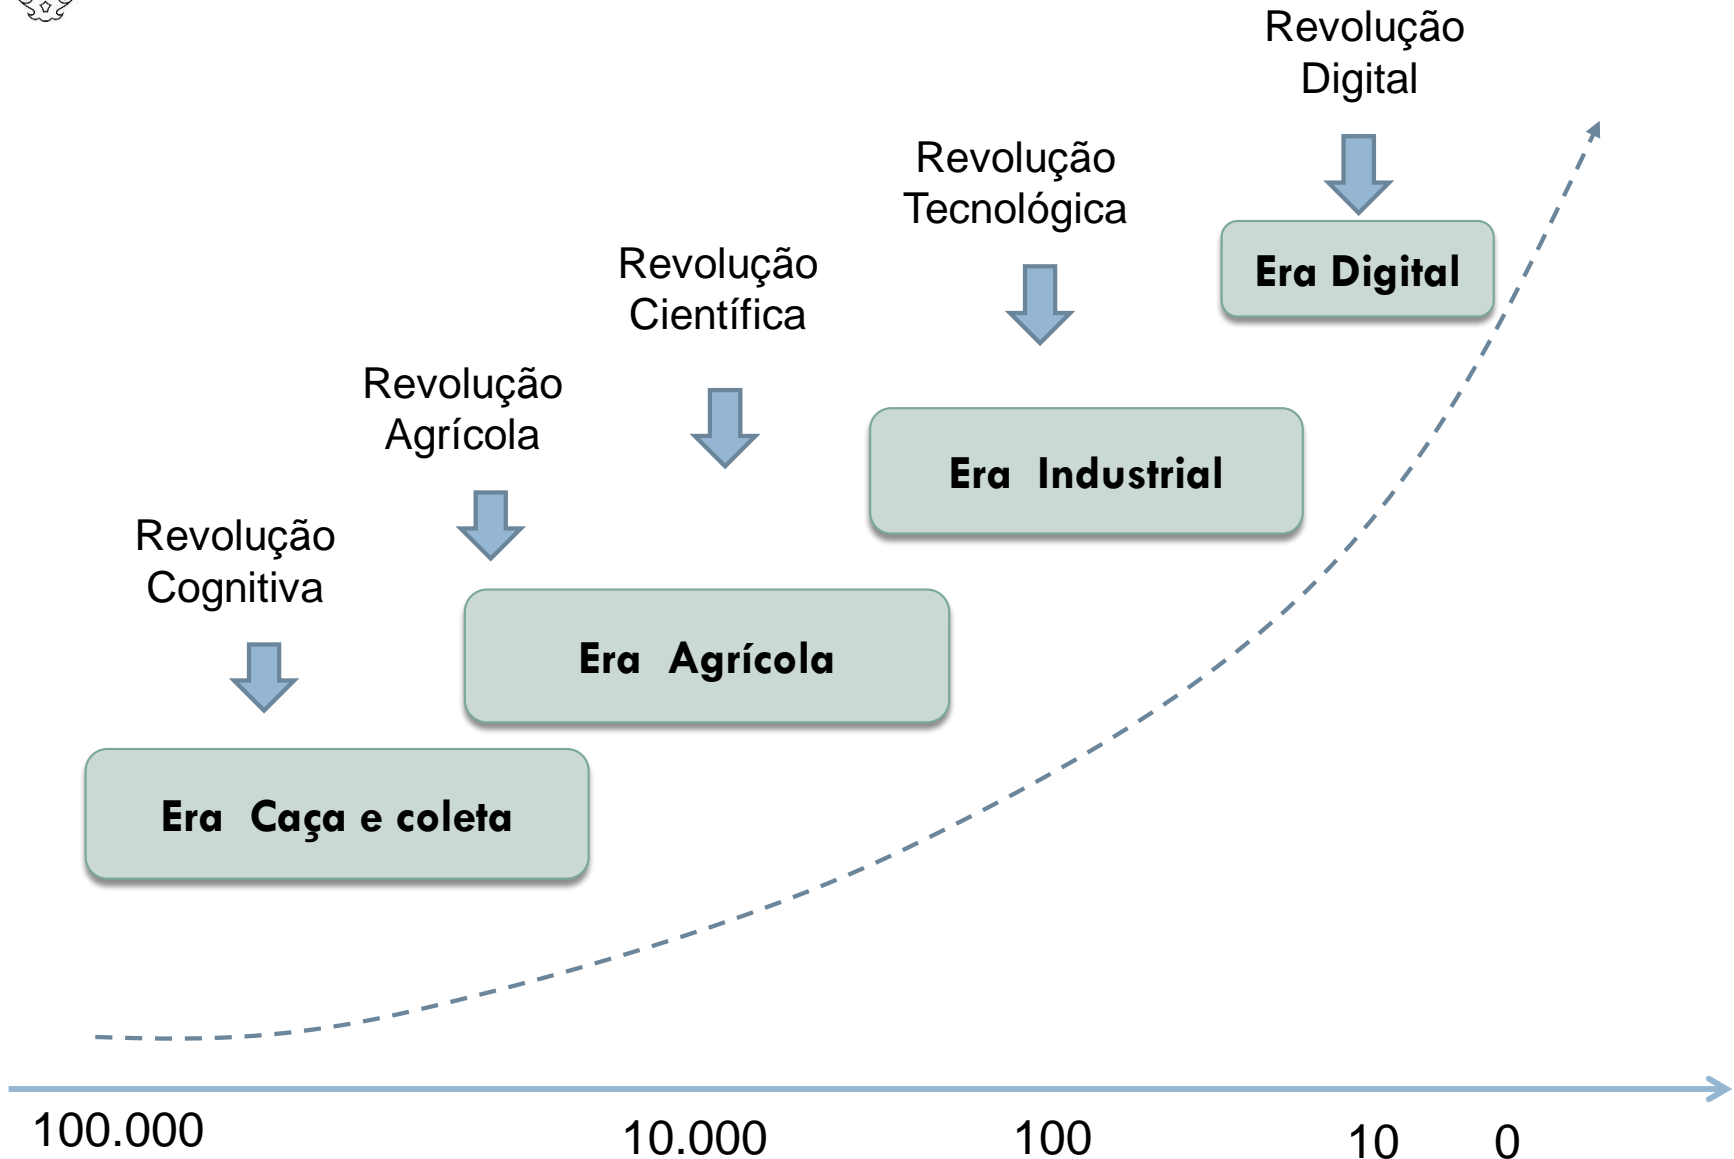 Revolução
Digital
Revolução
Tecnológica
Era Digital
Revolução
Científica
Revolução
Agrícola
Era Industrial
Revolução
Cognitiva
Era Agrícola
Era Caça e coleta
100.000
10.000
100
10
0